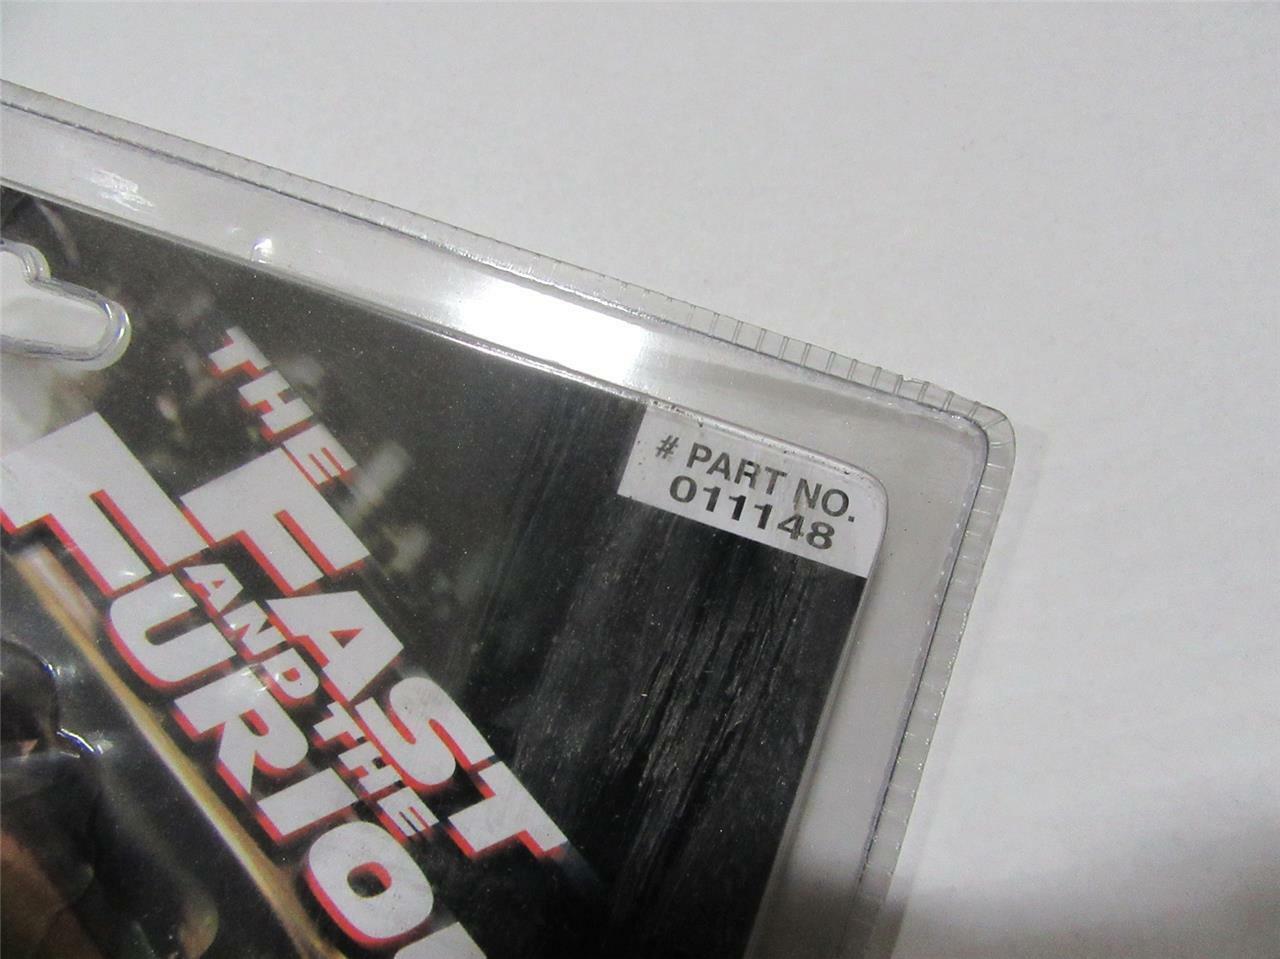 THE
FAST
AND THE
FURIO
# PART NO.
011148